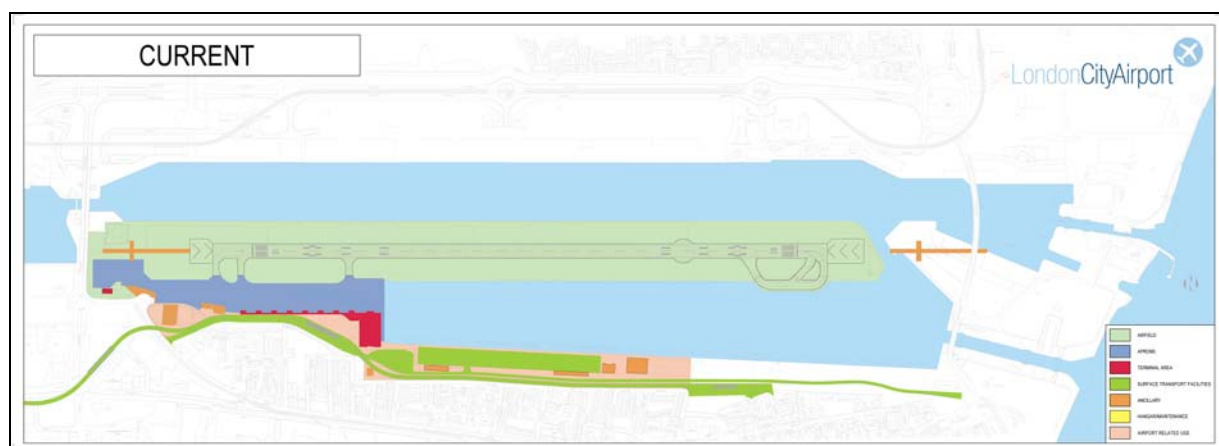 CURRENT
LondonCityAirport
AIRFIELD
APRONS
TERMINAL AREA
SURFACE TRANSPORT FACILITIES
ANCILLARY
HANGAR/MAINTENANCE
AIRPORT RELATED USE